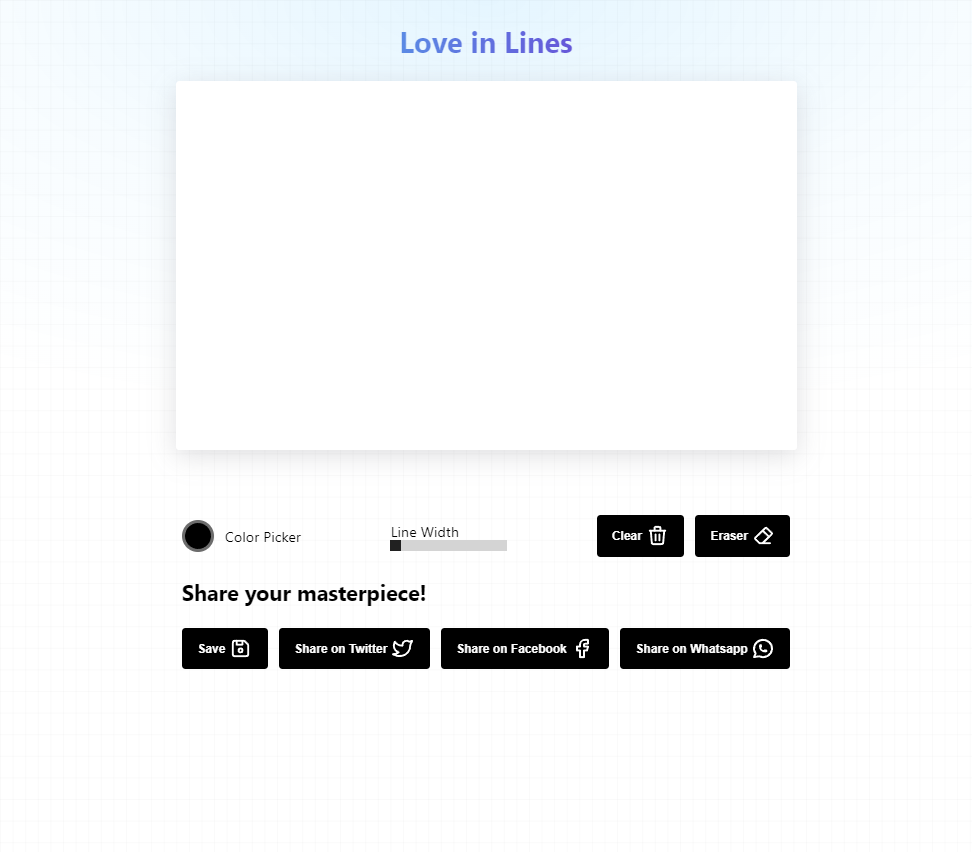 Love in Lines
Color Picker
Line Width
Clear
Eraser
Share your masterpiece!
Save
Share on Twitter
Share on Facebook
Share on Whatsapp